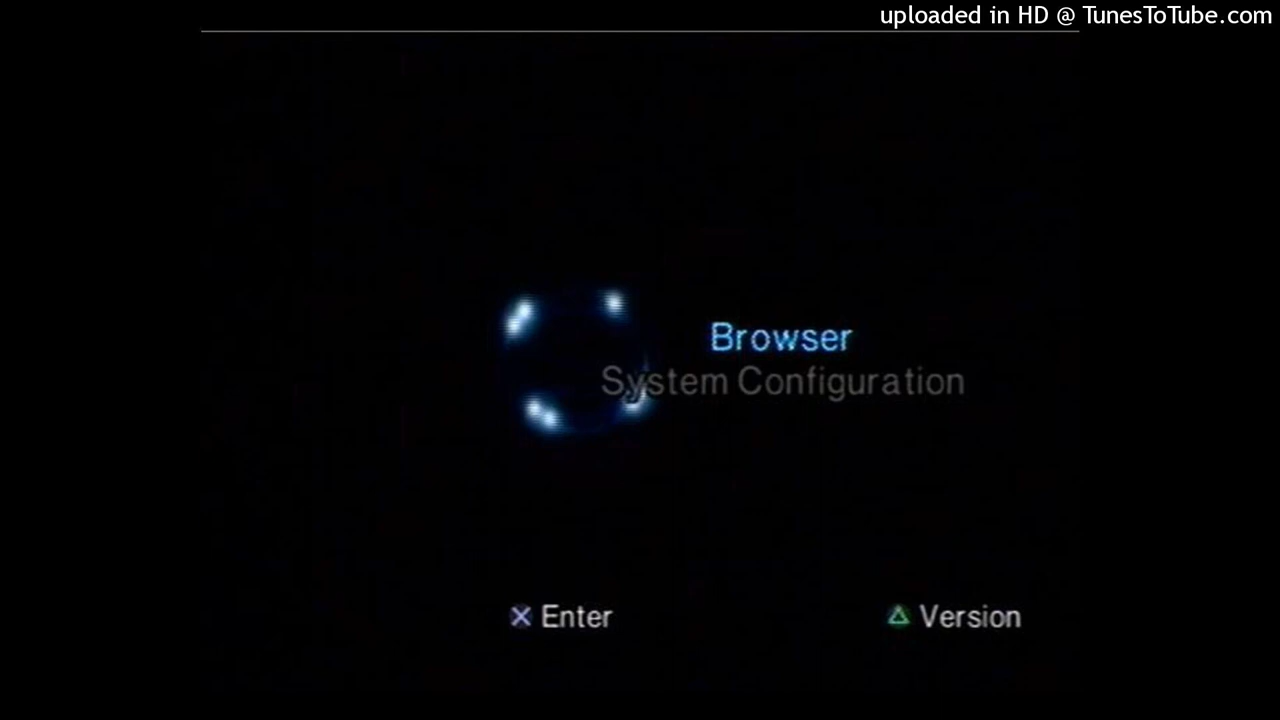 uploaded in HD @ TunesToTube.com
Browser
System Configuration
Enter
Version